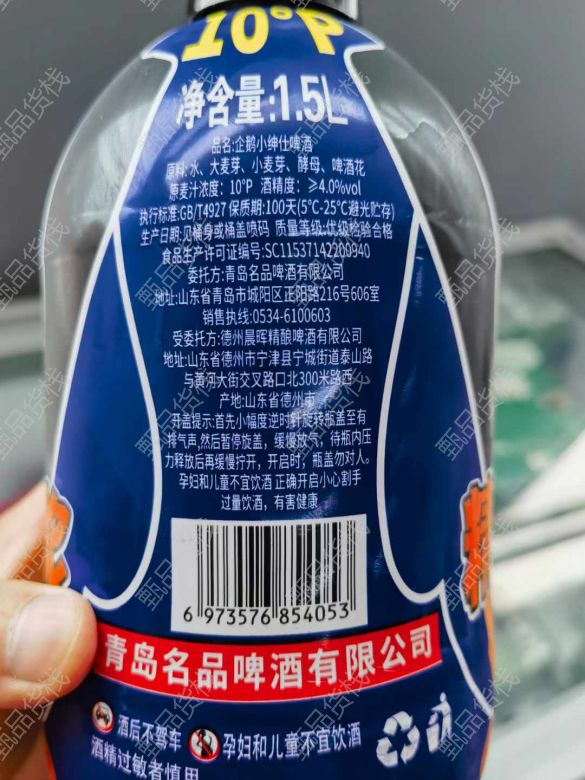 10°P
净含量:1.5L
品名:企鹅小绅仕啤酒
原料:水、大麦芽、小麦芽、酵母、啤酒花
原麦汁浓度: 10°P 酒精度: ≥4.0%vol
执行标准:GB/T4927 保质期:100天(5°C-25°C避光贮存)
生产日期:见桶身或桶盖喷码 质量等级:优级检验合格
食品生产许可证编号:SC11537142200940
委托方:青岛名品啤酒有限公司
地址:山东省青岛市城阳区正阳路216号606室
销售热线:0534-6100603
受委托方:德州晨晖精酿啤酒有限公司
地址:山东省德州市宁津县宁城街道泰山路
与黄河大街交叉路口北300米路西
产地:山东省德州市
开盖提示:首先小幅度逆时针旋转瓶盖至有
排气声,然后暂停旋盖，缓慢放气，待瓶内压
力释放后再缓慢拧开，开启时，瓶盖勿对人。
孕妇和儿童不宜饮酒 正确开启小心割手
过量饮酒，有害健康
6 973576 854053
青岛名品啤酒有限公司
酒后不驾车 孕妇和儿童不宜饮酒
酒精过敏者慎用
甄品货栈